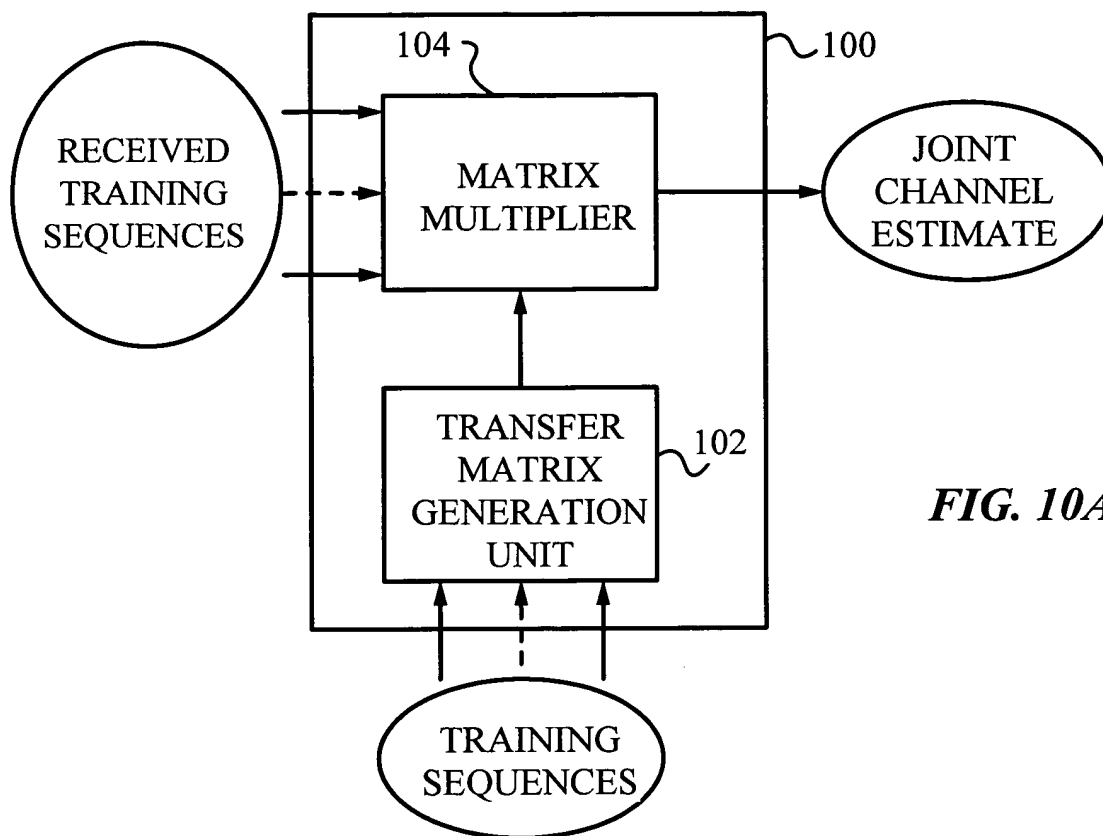 104
100
RECEIVED
TRAINING
SEQUENCES
MATRIX
MULTIPLIER
JOINT
CHANNEL
ESTIMATE
TRANSFER
MATRIX
GENERATION
UNIT
102
FIG. 10A
TRAINING
SEQUENCES